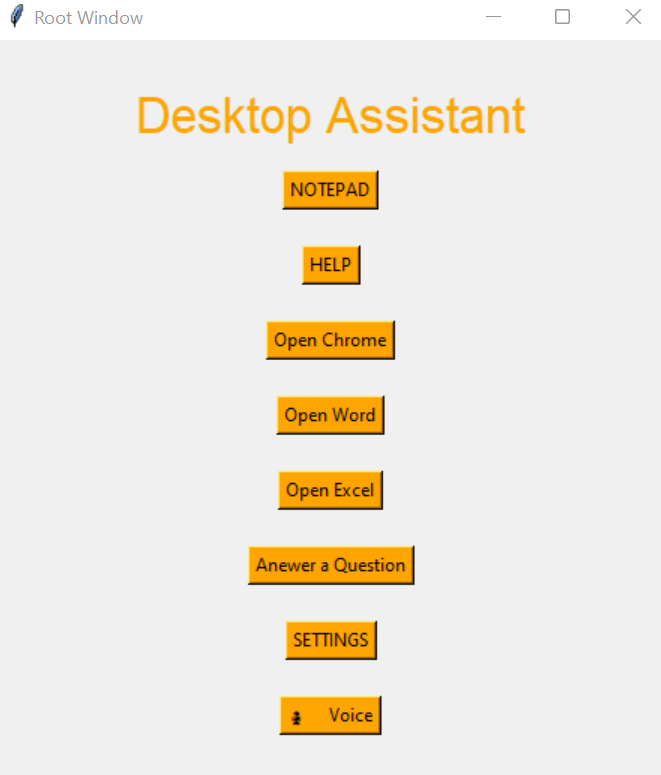 Root Window
Desktop Assistant
NOTEPAD
HELP
Open Chrome
Open Word
Open Excel
Anewer a Question
SETTINGS
Voice